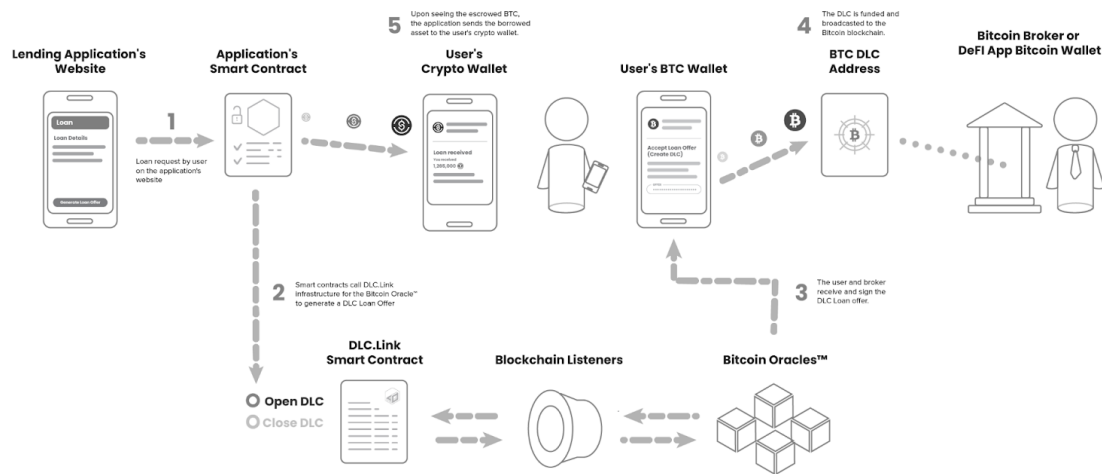 5
Upon seeing the escrowed BTC,
the application sends the borrowed
asset to the user's crypto wallet.
4
The DLC is funded and
broadcasted to the
Bitcoin blockchain.
Lending Application's
Website
Application's
Smart Contract
User's
Crypto Wallet
User's BTC Wallet
BTC DLC
Address
Bitcoin Broker or
DeFI App Bitcoin Wallet
Loan
Loan Details
Generate Loan Offer
1
Loan request by user
on the application's
website
Loan received
You received
Accept Loan Offer
(Create DLC)
2
Smart contracts call DLC.Link
infrastructure for the Bitcoin Oracle™
to generate a DLC Loan Offer
3
The user and broker
receive and sign the
DLC Loan offer.
DLC.Link
Smart Contract
Blockchain Listeners
Bitcoin Oracles™
Open DLC
Close DLC